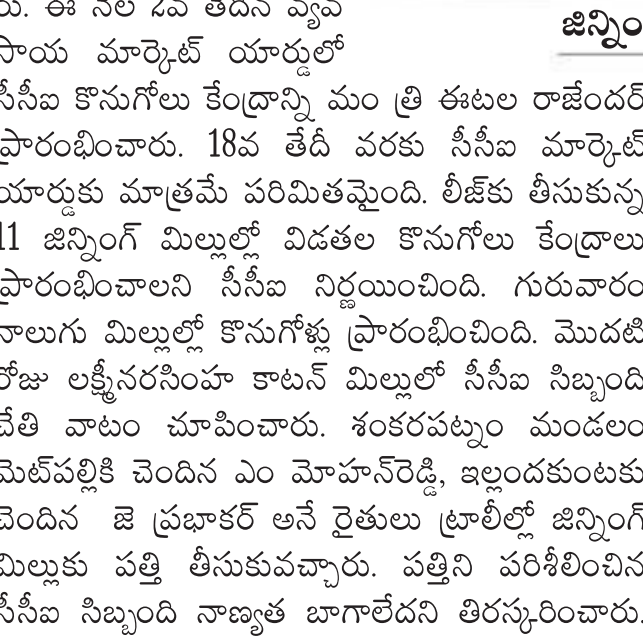 రు. ఈ నెల 2వ తేదీన వ్యవ
సాయ మార్కెట్ యార్డులో
సీసీఐ కొనుగోలు కేంద్రాన్ని మం త్రి ఈటల రాజేందర్
ప్రారంభించారు. 18వ తేదీ వరకు సీసీఐ మార్కెట్
యార్డుకు మాత్రమే పరిమితమైంది. లీజ్‌కు తీసుకున్న
11 జిన్నింగ్ మిల్లుల్లో విడతల కొనుగోలు కేంద్రాలు
ప్రారంభించాలని సీసీఐ నిర్ణయించింది. గురువారం
నాలుగు మిల్లుల్లో కొనుగోళ్లు ప్రారంభించింది. మొదటి
రోజు లక్ష్మీనరసింహ కాటన్ మిల్లులో సీసీఐ సిబ్బంది
చేతి వాటం చూపించారు. శంకరపట్నం మండలం
మెట్‌పల్లికి చెందిన ఎం మోహన్‌రెడ్డి, ఇల్లందకుంటకు
చెందిన జె ప్రభాకర్ అనే రైతులు ట్రాలీల్లో జిన్నింగ్
మిల్లుకు పత్తి తీసుకువచ్చారు. పత్తిని పరిశీలించిన
సీసీఐ సిబ్బంది నాణ్యత బాగాలేదని తిరస్కరించారు.
జిన్నిం